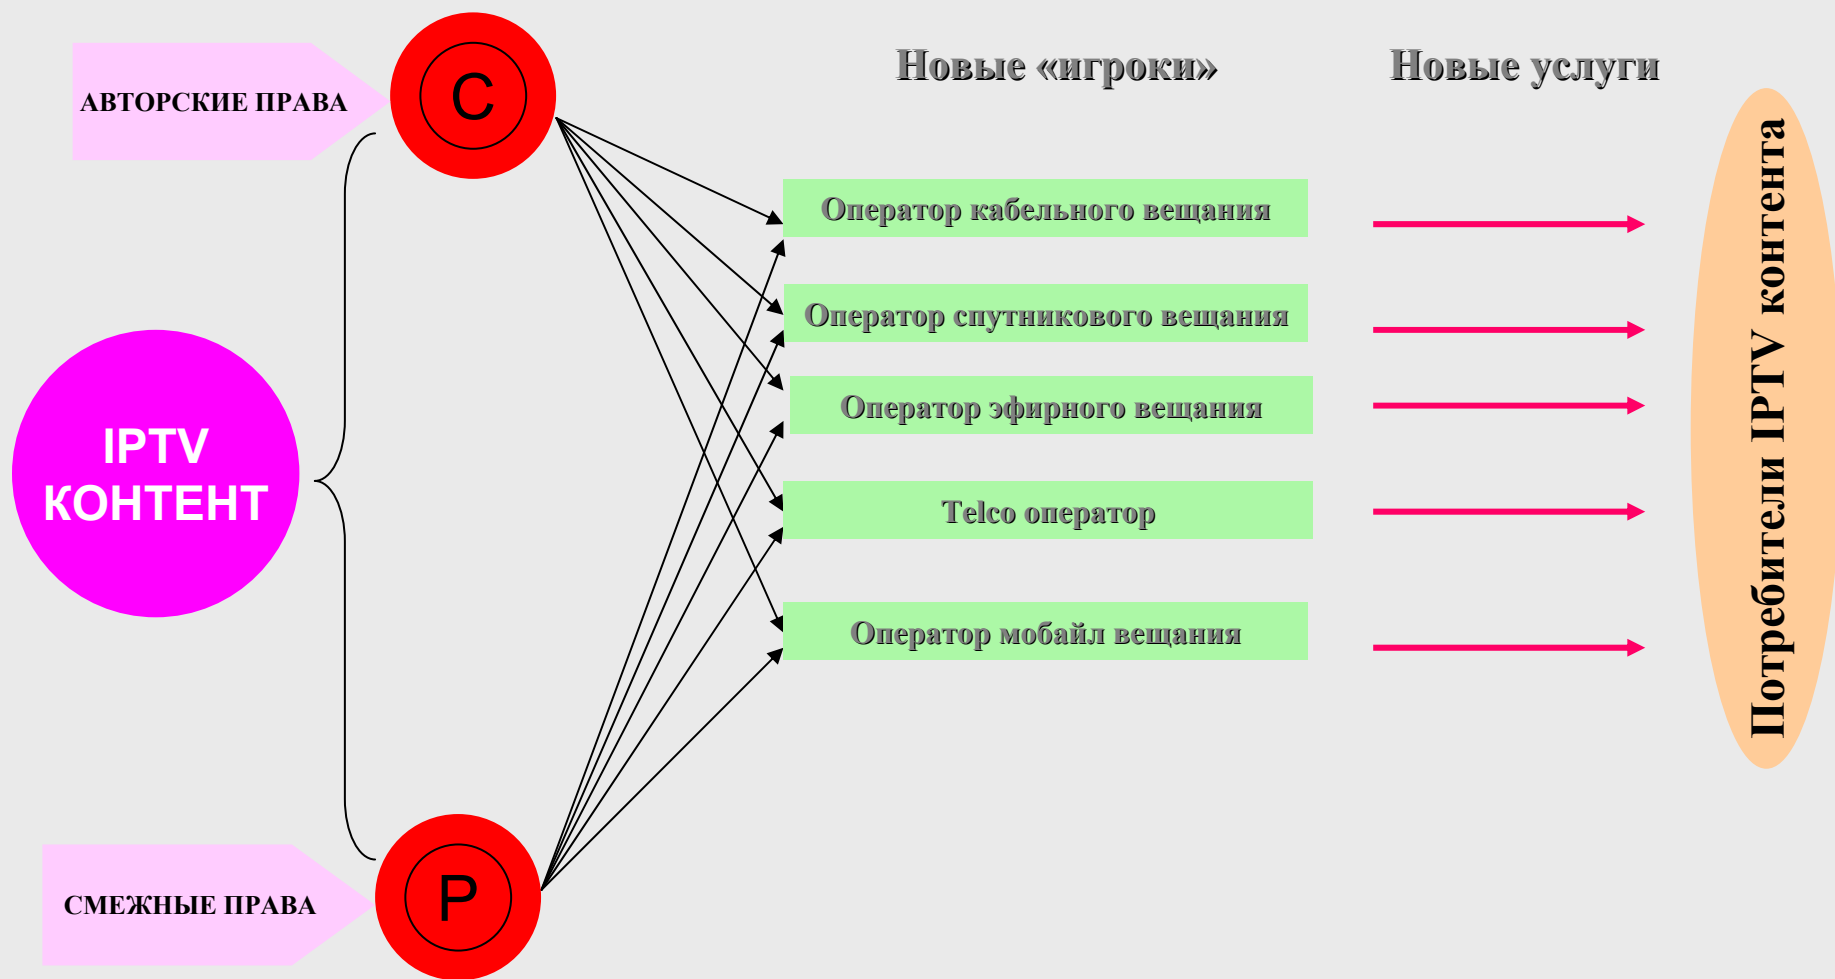 АВТОРСКИЕ ПРАВА
C
Новые «игроки»
Новые услуги
Оператор кабельного вещания
Оператор спутникового вещания
Оператор эфирного вещания
Telco оператор
Оператор мобайл вещания
IPTV
КОНТЕНТ
Потребители IPTV контента
СМЕЖНЫЕ ПРАВА
P